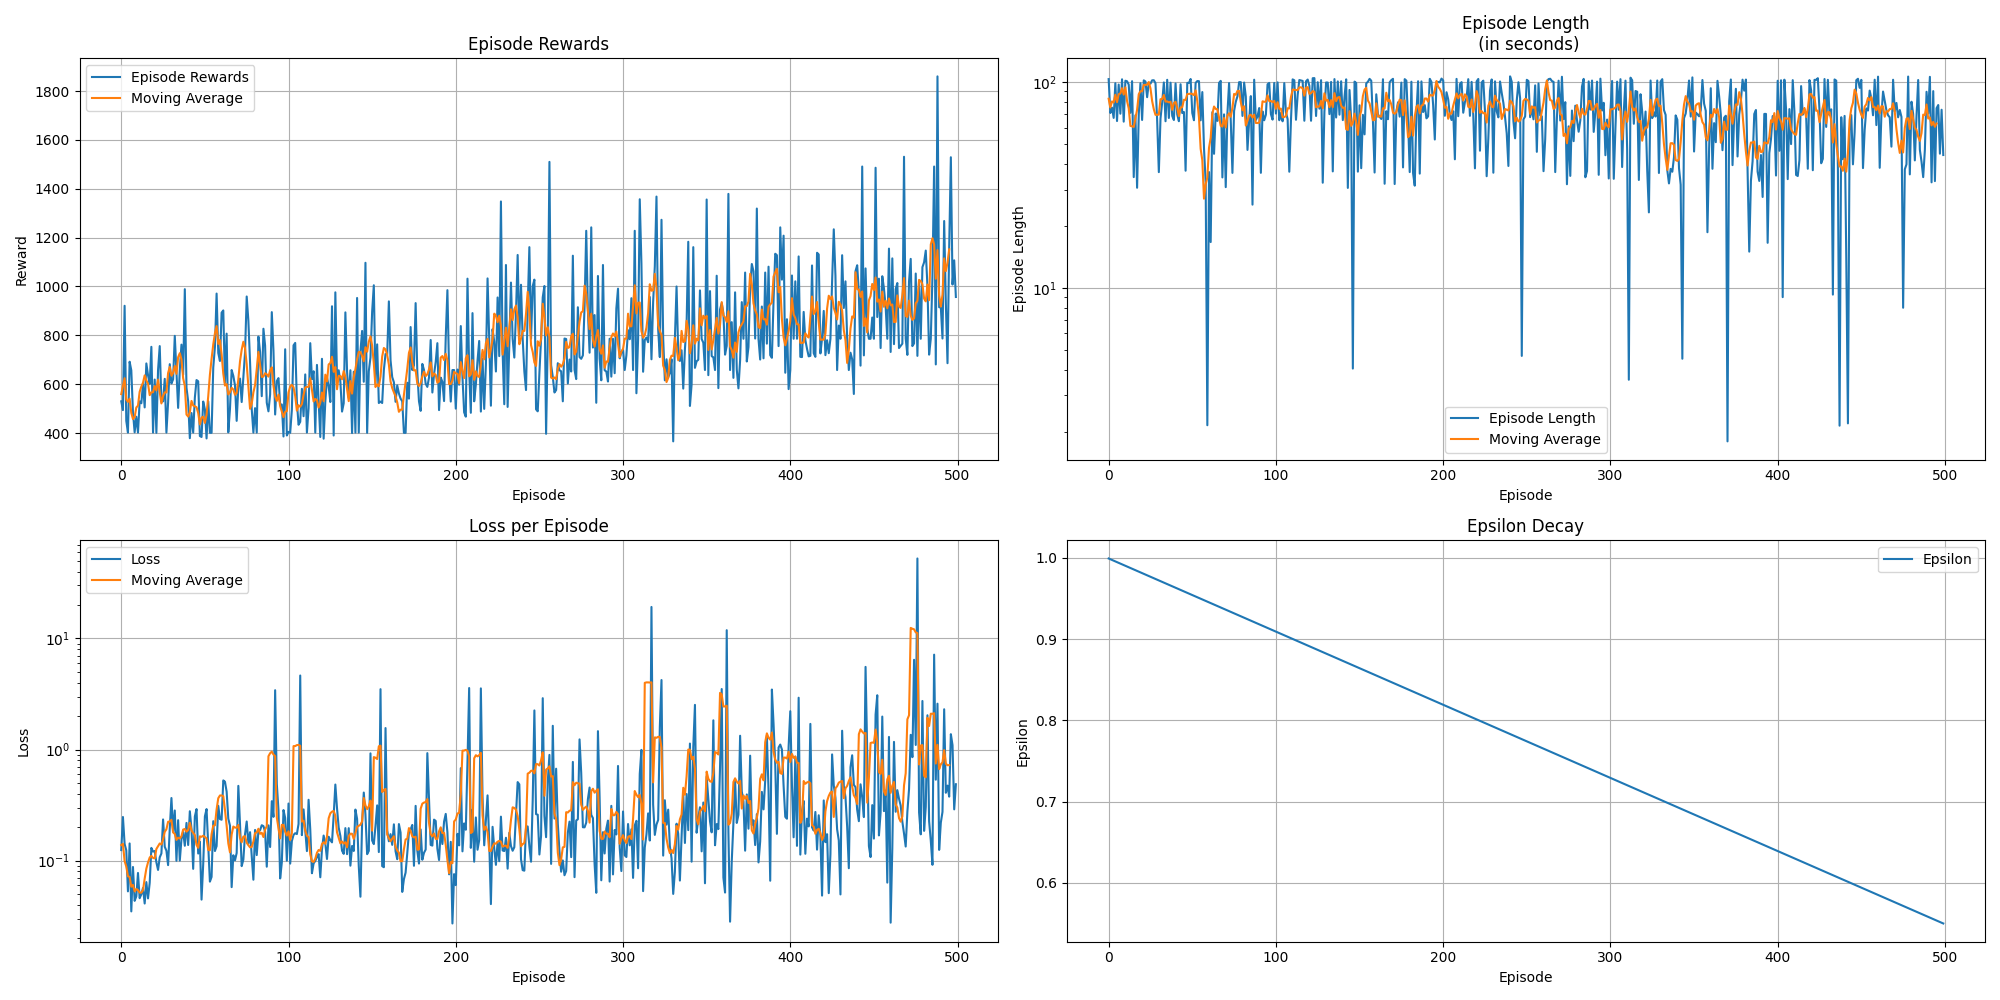 Episode Rewards
Episode Rewards
Moving Average
Reward
1800
1600
1400
1200
1000
800
600
400
0
100
200
300
400
500
Episode
Episode Length
(in seconds)
Episode Length
10²
10¹
Episode Length
Moving Average
0
100
200
300
400
500
Episode
Loss per Episode
Loss
Moving Average
Loss
10¹
10⁰
10⁻¹
0
100
200
300
400
500
Episode
Epsilon Decay
Epsilon
Epsilon
1.0
0.9
0.8
0.7
0.6
0
100
200
300
400
500
Episode